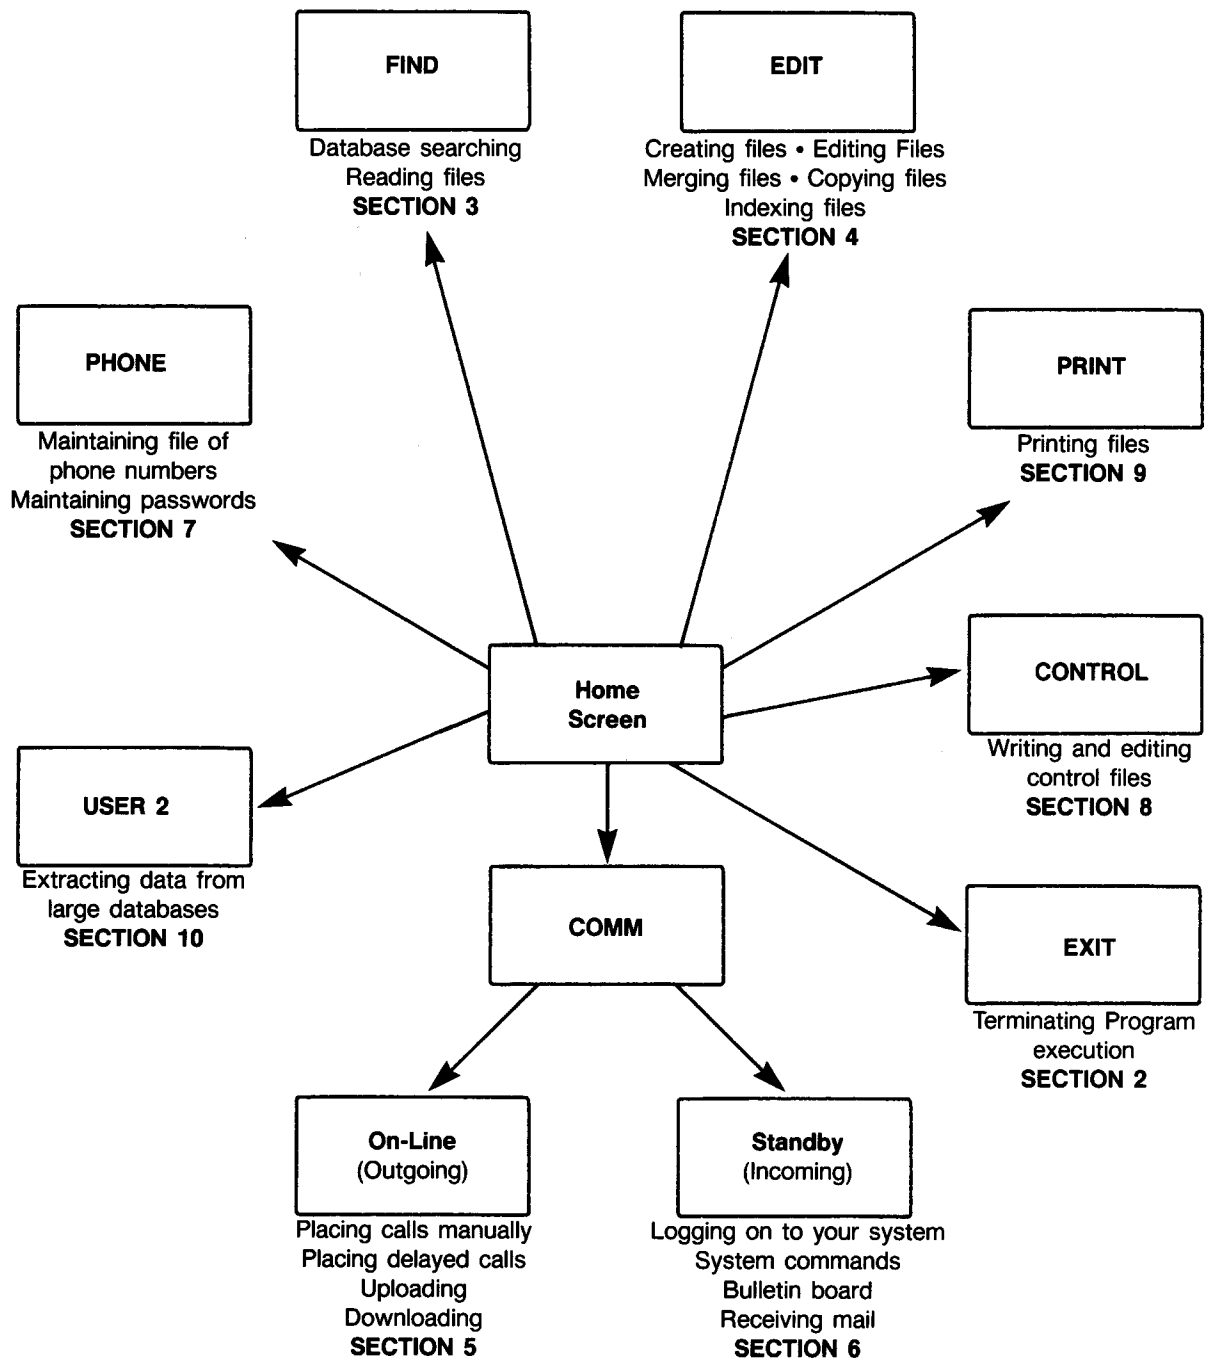 FIND
Database searching
Reading files
SECTION 3
EDIT
Creating files • Editing Files
Merging files • Copying files
Indexing files
SECTION 4
PHONE
Maintaining file of
phone numbers
Maintaining passwords
SECTION 7
PRINT
Printing files
SECTION 9
Home
Screen
CONTROL
Writing and editing
control files
SECTION 8
USER 2
Extracting data from
large databases
SECTION 10
COMM
EXIT
Terminating Program
execution
SECTION 2
On-Line
(Outgoing)
Placing calls manually
Placing delayed calls
Uploading
Downloading
SECTION 5
Standby
(Incoming)
Logging on to your system
System commands
Bulletin board
Receiving mail
SECTION 6